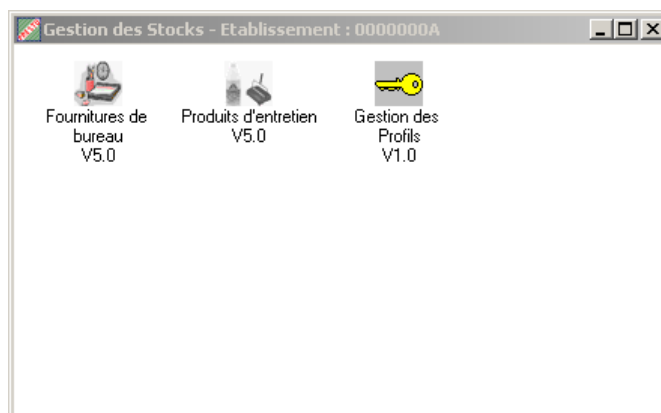 Gestion des Stocks - Etablissement : 0000000A
Fournitures de
bureau
V5.0
Produits d'entretien
V5.0
Gestion des
Profils
V1.0